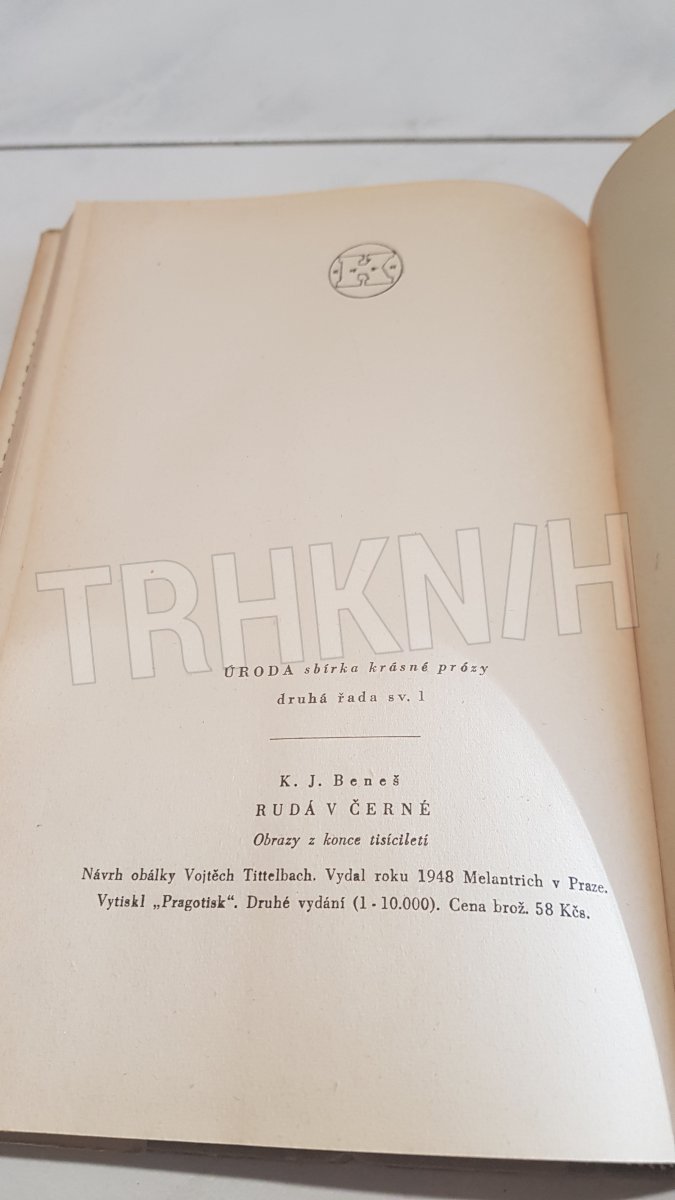 TRHKNIH
ÚRODA sbírka krásné prózy
druhá řada sv. 1
K. J. Beneš
RUDÁ V ČERNÉ
Obrazy z konce tisíciletí
Návrh obálky Vojtěch Tittelbach. Vydal roku 1948 Melantrich v Praze.
Vytiskl „Pragotisk“. Druhé vydání (1 - 10.000). Cena brož. 58 Kčs.